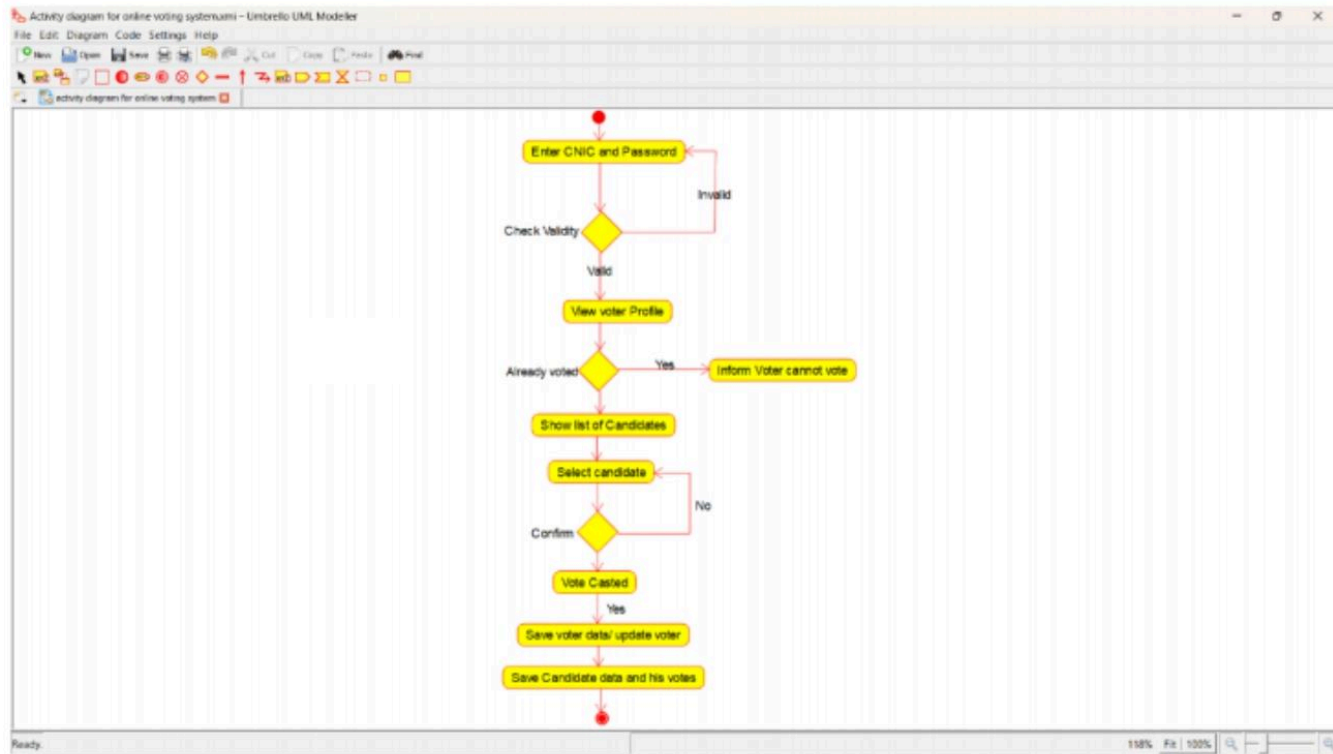 Activity diagram for online voting system.xmi – Umbrello UML Modeller
File Edit Diagram Code Settings Help
New Open Save Cut Copy Paste Find
activity diagram for online voting system
Enter CNIC and Password
Invalid
Check Validity
Valid
View voter Profile
Already voted
Yes
Inform Voter cannot vote
Show list of Candidates
Select candidate
No
Confirm
Vote Casted
Yes
Save voter data/ update voter
Save Candidate data and his votes
Ready.
118% Fit 100%